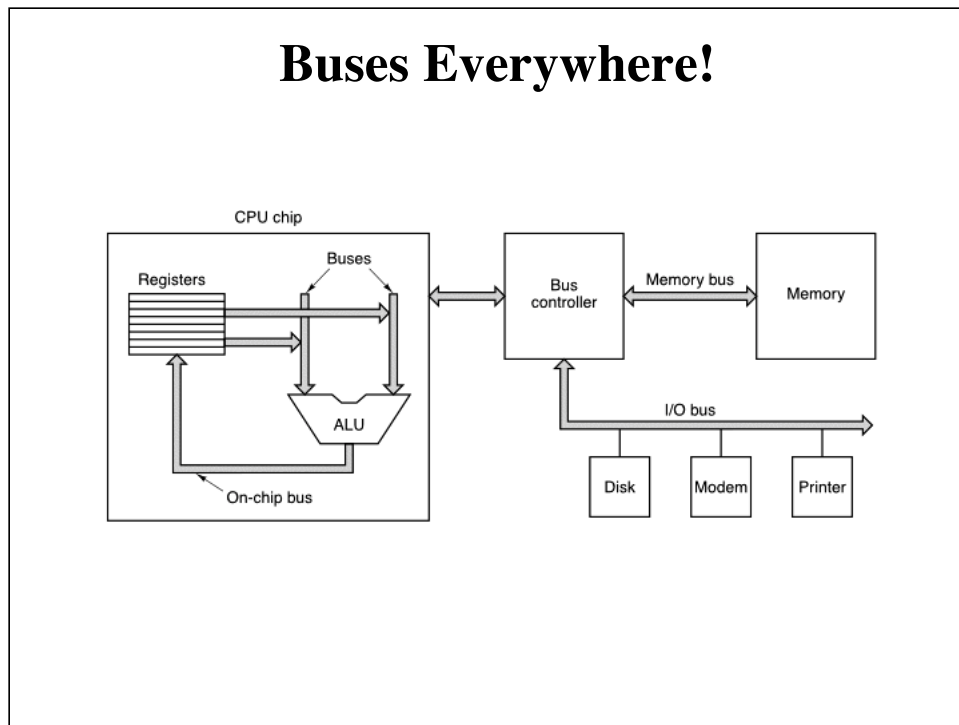 Buses Everywhere!
CPU chip
Registers
Buses
ALU
On-chip bus
Bus
controller
Memory bus
Memory
I/O bus
Disk
Modem
Printer